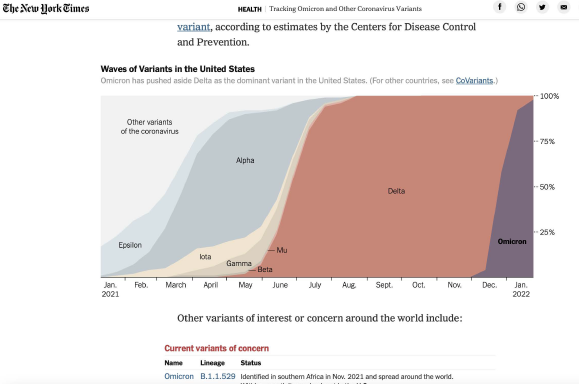 The New York Times
HEALTH | Tracking Omicron and Other Coronavirus Variants
variant, according to estimates by the Centers for Disease Control
and Prevention.
Waves of Variants in the United States
Omicron has pushed aside Delta as the dominant variant in the United States. (For other countries, see CoVariants.)
100%
Other variants
of the coronavirus
75%
Alpha
50%
Delta
25%
Epsilon
Omicron
Mu
Iota
Gamma
Beta
Jan. Feb. March April May June July Aug. Sept. Oct. Nov. Dec. Jan.
2021 2022
Other variants of interest or concern around the world include:
Current variants of concern
Name Lineage Status
Omicron B.1.1.529 Identified in southern Africa in Nov. 2021 and spread around the world.